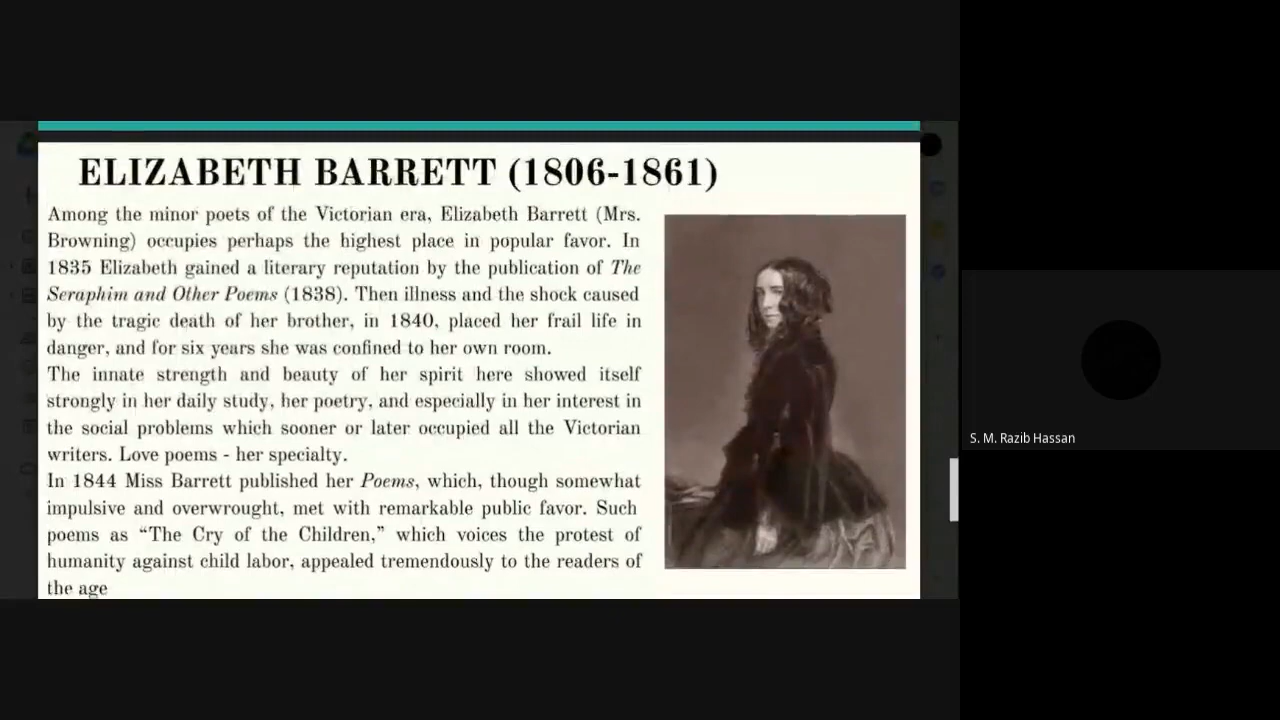 ELIZABETH BARRETT (1806-1861)
Among the minor poets of the Victorian era, Elizabeth Barrett (Mrs.
Browning) occupies perhaps the highest place in popular favor. In
1835 Elizabeth gained a literary reputation by the publication of The
Seraphim and Other Poems (1838). Then illness and the shock caused
by the tragic death of her brother, in 1840, placed her frail life in
danger, and for six years she was confined to her own room.
The innate strength and beauty of her spirit here showed itself
strongly in her daily study, her poetry, and especially in her interest in
the social problems which sooner or later occupied all the Victorian
writers. Love poems - her specialty.
In 1844 Miss Barrett published her Poems, which, though somewhat
impulsive and overwrought, met with remarkable public favor. Such
poems as “The Cry of the Children,” which voices the protest of
humanity against child labor, appealed tremendously to the readers of
the age
S. M. Razib Hassan